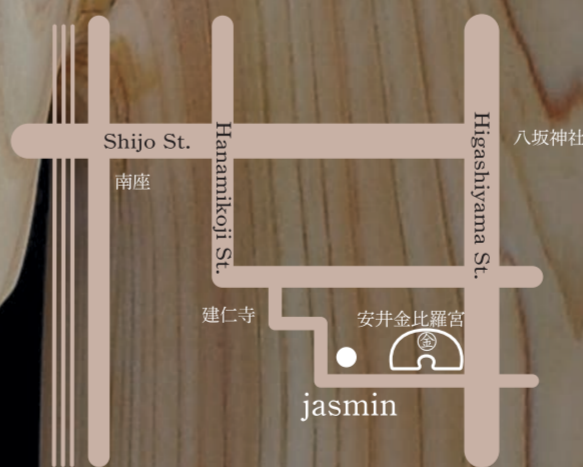 Shijo St.
Hanamikoji St.
Higashiyama St.
八坂神社
南座
建仁寺
安井金比羅宮
金
jasmin